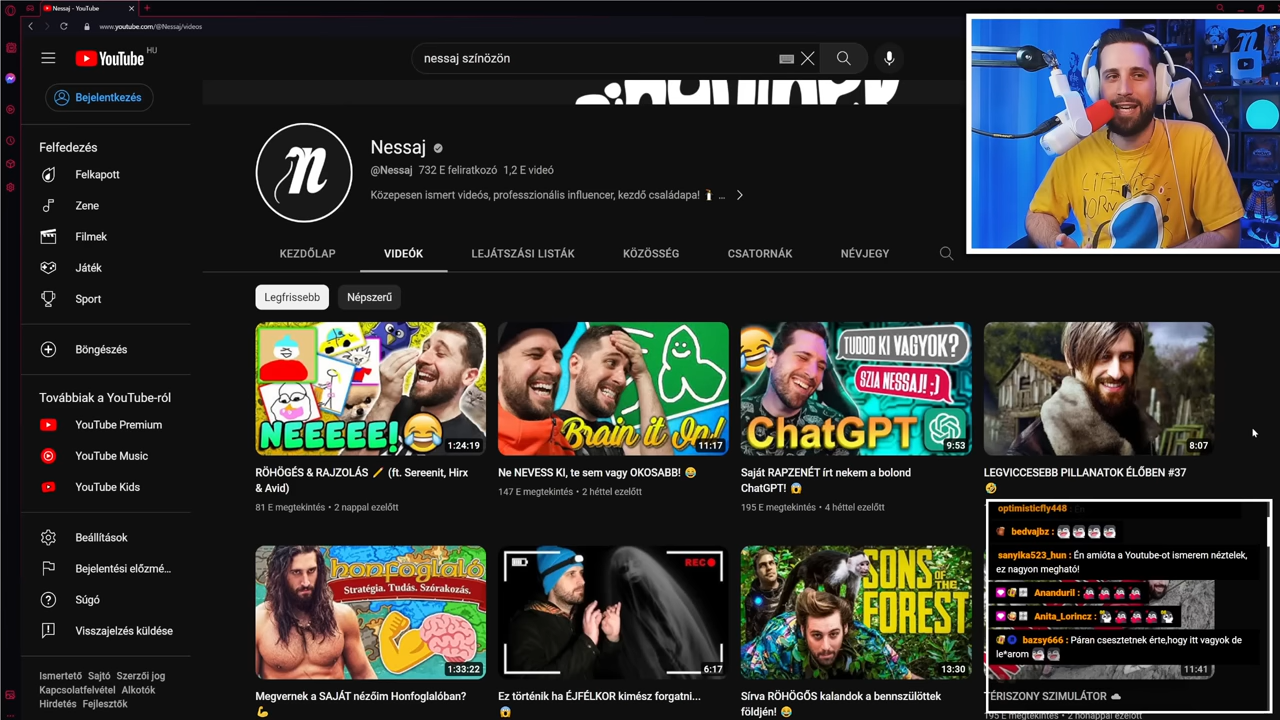 Nessaj - YouTube
www.youtube.com/@Nessaj/videos
YouTube HU
nessaj színözön
Bejelentkezés
Felfedezés
Felkapott
Zene
Filmek
Játék
Sport
Böngészés
Továbbiak a YouTube-ról
YouTube Premium
YouTube Music
YouTube Kids
Beállítások
Bejelentési előzmé...
Súgó
Visszajelzés küldése
Ismertető Sajtó Szerzői jog
Kapcsolatfelvétel Alkotók
Hirdetés Fejlesztők
n
Nessaj
@Nessaj 732 E feliratkozó 1,2 E videó
Közepesen ismert videós, professzionális influencer, kezdő családapa! ...
KEZDŐLAP VIDEÓK LEJÁTSZÁSI LISTÁK KÖZÖSSÉG CSATORNÁK NÉVJEGY
Legfrissebb Népszerű
NEEEEE!
1:24:19
RÖHÖGÉS & RAJZOLÁS (ft. Sereenit, Hirx
& Avid)
81 E megtekintés • 2 nappal ezelőtt
Brain it On!
11:17
Ne NEVESS KI, te sem vagy OKOSABB!
147 E megtekintés • 2 héttel ezelőtt
TUDOD KI VAGYOK?
SZIA NESSAJ! ;)
ChatGPT
9:53
Saját RAPZENÉT írt nekem a bolond
ChatGPT!
195 E megtekintés • 4 héttel ezelőtt
8:07
LEGVICCESEBB PILLANATOK ÉLŐBEN #37
honfoglaló
Stratégia. Tudás. Szórakozás.
1:33:22
Megvernek a SAJÁT nézőim Honfoglalóban?
REC
6:17
Ez történik ha ÉJFÉLKOR kimész forgatni...
SONS
OF THE
FOREST
13:30
Sírva RÖHÖGŐS kalandok a bennszülöttek
földjén!
11:41
TÉRISZONY SZIMULÁTOR
195 E megtekintés • 2 hónappal ezelőtt
optimisticfly448 : Én
bedvajbz :
sanyika523_hun : Én amióta a Youtube-ot ismerem néztelek,
ez nagyon megható!
Ananduril :
Anita_Lorincz :
bazsy666 : Páran csesztetnek érte,hogy itt vagyok de
le*arom